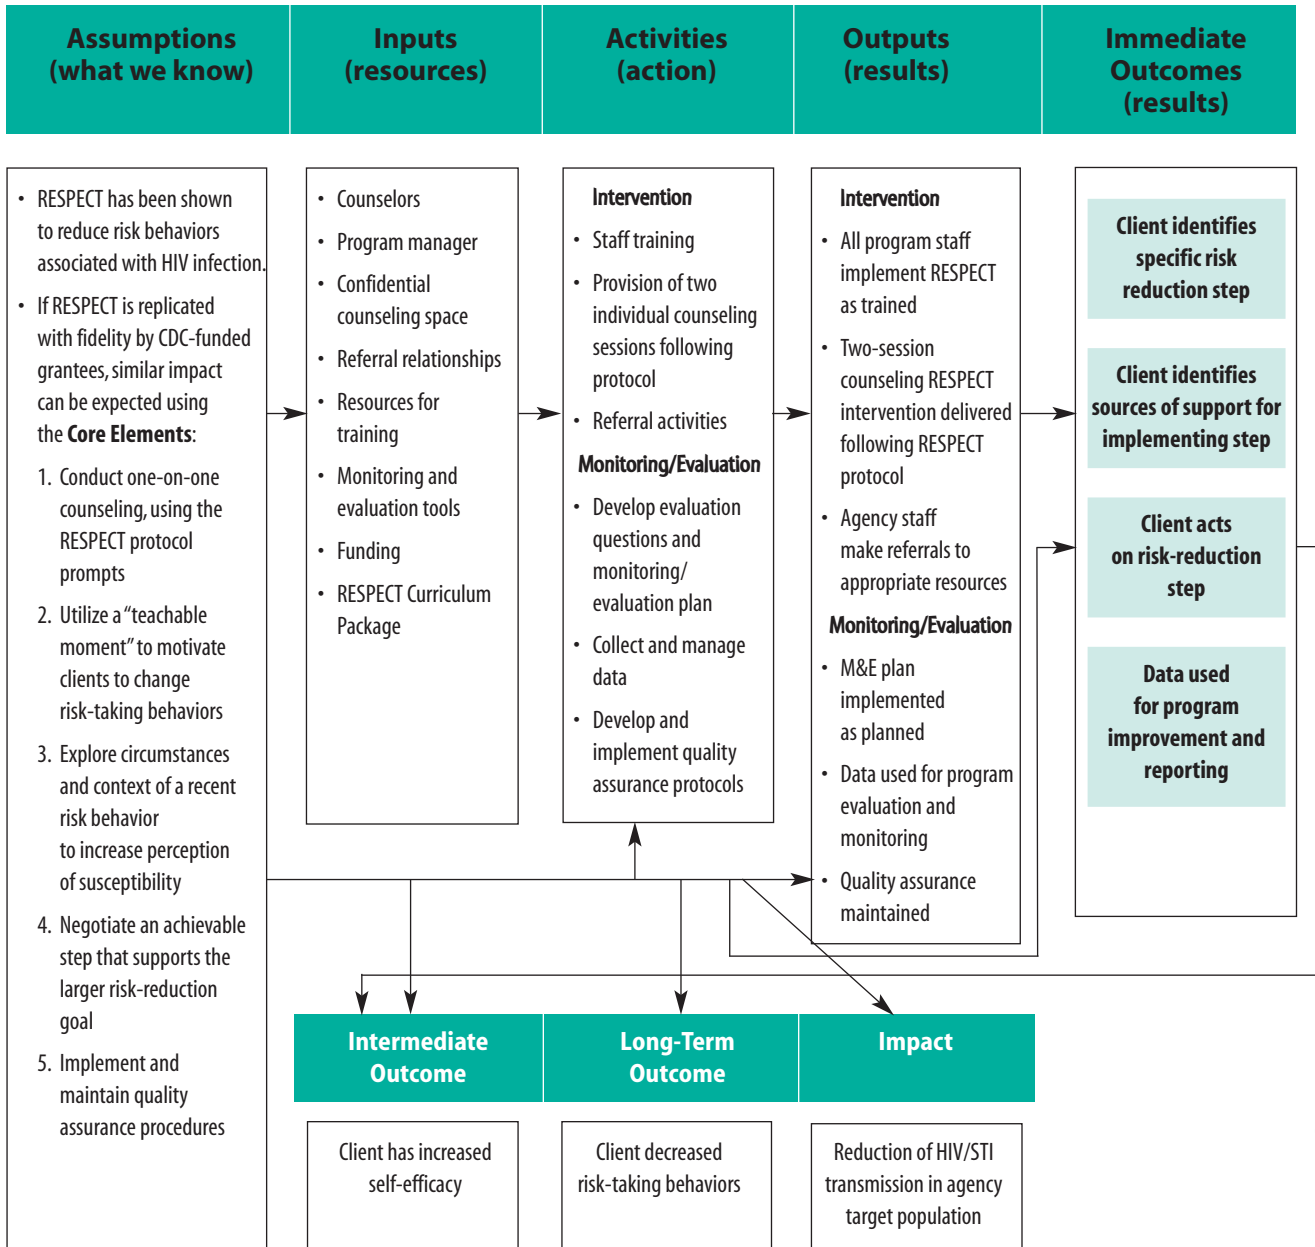 Assumptions
(what we know)
Inputs
(resources)
Activities
(action)
Outputs
(results)
Immediate
Outcomes
(results)
• RESPECT has been shown
to reduce risk behaviors
associated with HIV infection.
• If RESPECT is replicated
with fidelity by CDC-funded
grantees, similar impact
can be expected using
the Core Elements:
1. Conduct one-on-one
counseling, using the
RESPECT protocol
prompts
2. Utilize a “teachable
moment” to motivate
clients to change
risk-taking behaviors
3. Explore circumstances
and context of a recent
risk behavior
to increase perception
of susceptibility
4. Negotiate an achievable
step that supports the
larger risk-reduction
goal
5. Implement and
maintain quality
assurance procedures
• Counselors
• Program manager
• Confidential
counseling space
• Referral relationships
• Resources for
training
• Monitoring and
evaluation tools
• Funding
• RESPECT Curriculum
Package
Intervention
• Staff training
• Provision of two
individual counseling
sessions following
protocol
• Referral activities
Monitoring/Evaluation
• Develop evaluation
questions and
monitoring/
evaluation plan
• Collect and manage
data
• Develop and
implement quality
assurance protocols
Intervention
• All program staff
implement RESPECT
as trained
• Two-session
counseling RESPECT
intervention delivered
following RESPECT
protocol
• Agency staff
make referrals to
appropriate resources
Monitoring/Evaluation
• M&E plan
implemented
as planned
• Data used for program
evaluation and
monitoring
• Quality assurance
maintained
Client identifies
specific risk
reduction step
Client identifies
sources of support for
implementing step
Client acts
on risk-reduction
step
Data used
for program
improvement and
reporting
Intermediate
Outcome
Long-Term
Outcome
Impact
Client has increased
self-efficacy
Client decreased
risk-taking behaviors
Reduction of HIV/STI
transmission in agency
target population